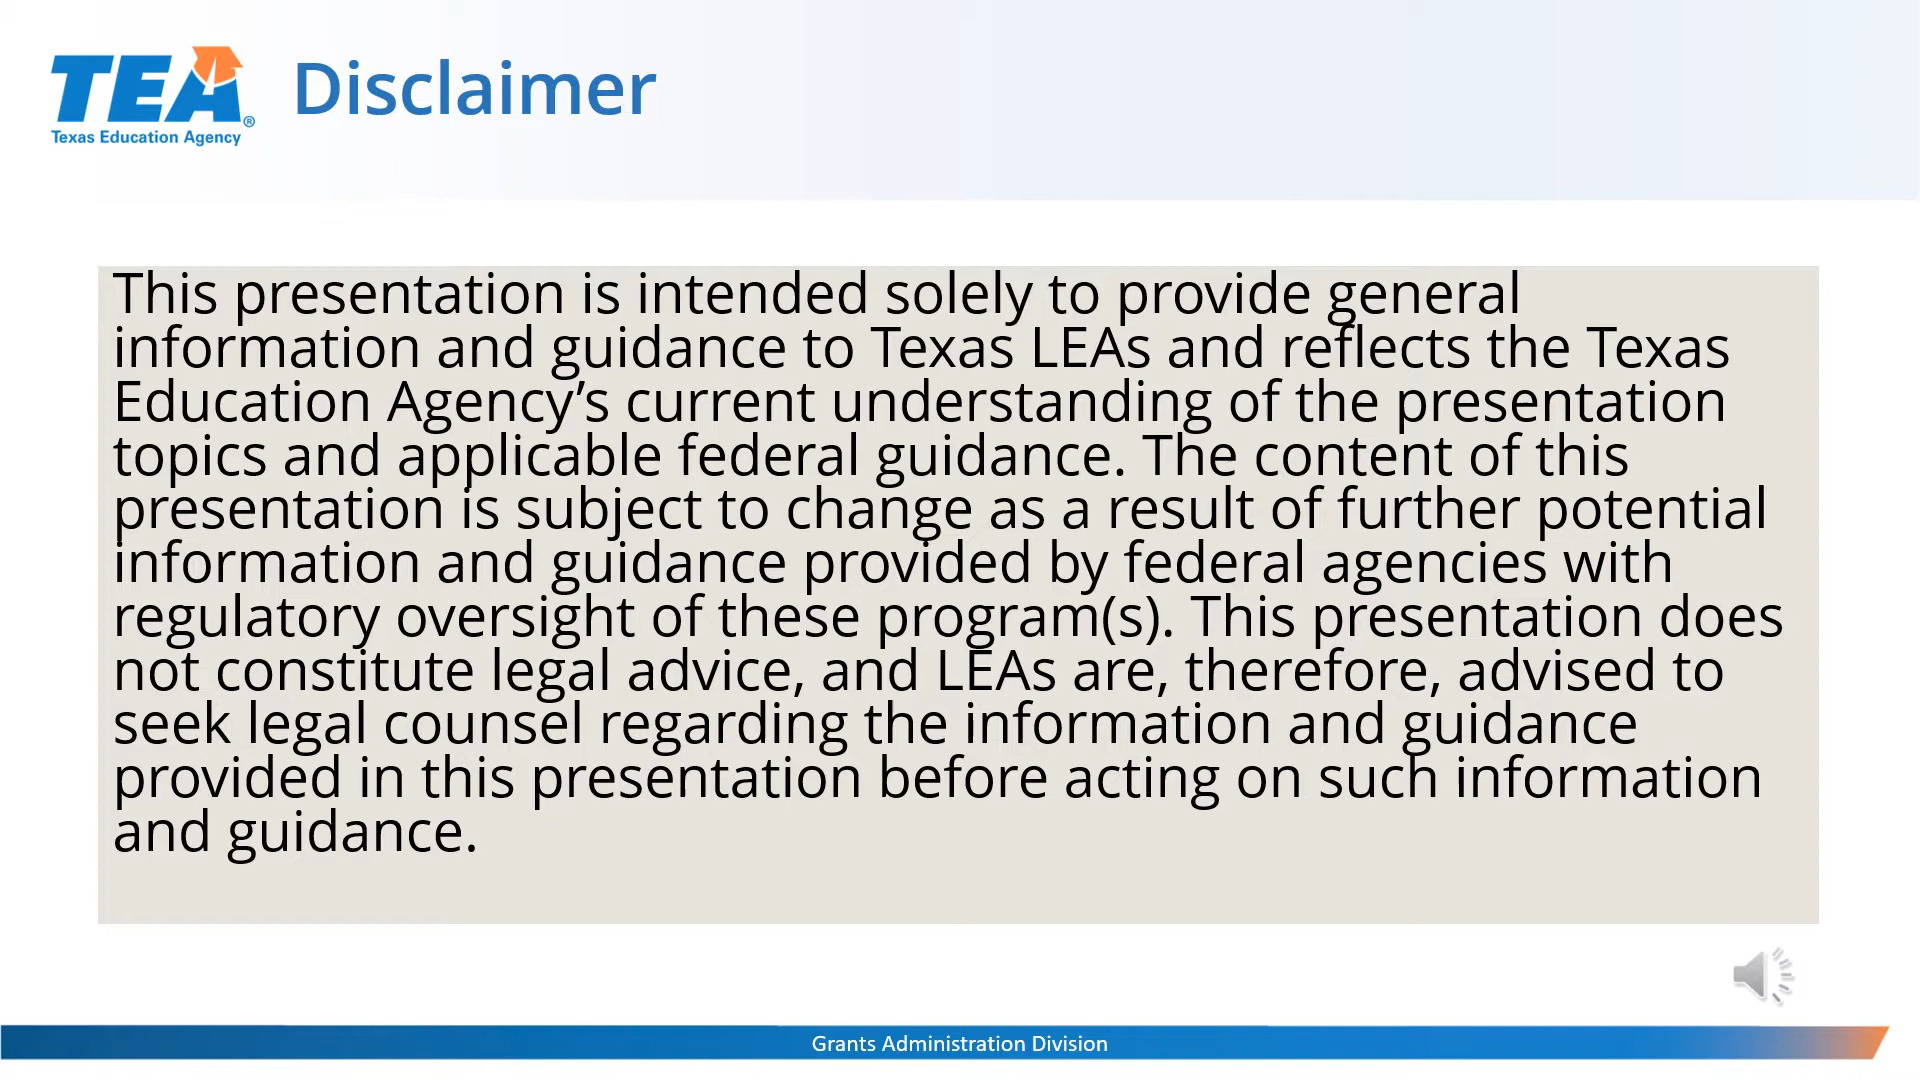 TEA®
Texas Education Agency
Disclaimer
This presentation is intended solely to provide general
information and guidance to Texas LEAs and reflects the Texas
Education Agency’s current understanding of the presentation
topics and applicable federal guidance. The content of this
presentation is subject to change as a result of further potential
information and guidance provided by federal agencies with
regulatory oversight of these program(s). This presentation does
not constitute legal advice, and LEAs are, therefore, advised to
seek legal counsel regarding the information and guidance
provided in this presentation before acting on such information
and guidance.
Grants Administration Division